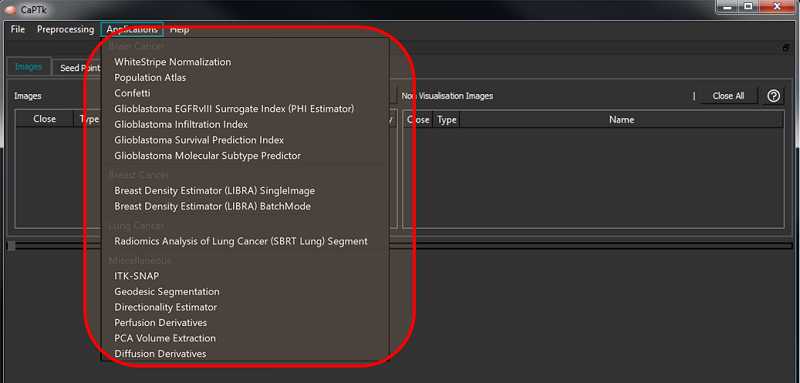 CaPTk
File Preprocessing Applications Help
Images Seed Point
Images
Non Visualisation Images | Close All ?
Close Type
y
Close Type Name
Brain Cancer
WhiteStripe Normalization
Population Atlas
Confetti
Glioblastoma EGFRvIII Surrogate Index (PHI Estimator)
Glioblastoma Infiltration Index
Glioblastoma Survival Prediction Index
Glioblastoma Molecular Subtype Predictor
Breast Cancer
Breast Density Estimator (LIBRA) SingleImage
Breast Density Estimator (LIBRA) BatchMode
Lung Cancer
Radiomics Analysis of Lung Cancer (SBRT Lung) Segment
Miscellaneous
ITK-SNAP
Geodesic Segmentation
Directionality Estimator
Perfusion Derivatives
PCA Volume Extraction
Diffusion Derivatives